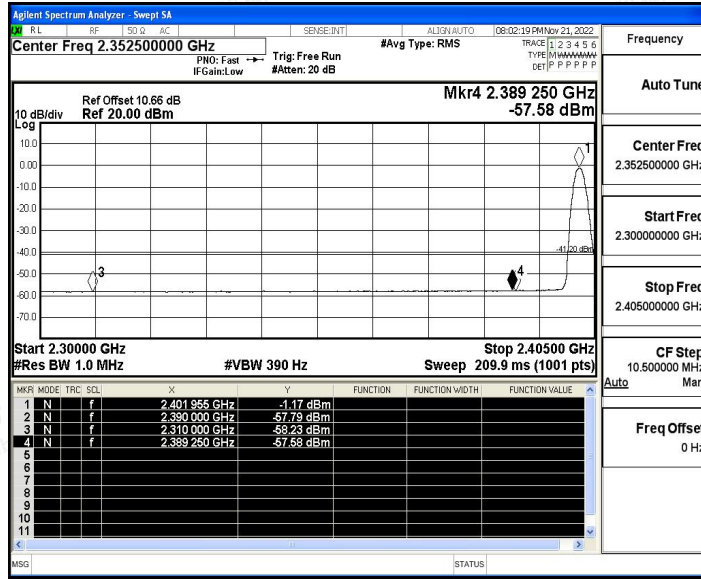 Agilent Spectrum Analyzer - Swept SA
LXI RL RF 50 Ω AC SENSE:INT ALIGN AUTO 08:02:19 PM Nov 21, 2022
Center Freq 2.352500000 GHz
#Avg Type: RMS
TRACE 1 2 3 4 5 6
PNO: Fast Trig: Free Run
TYPE M WWWWW
IFGain:Low #Atten: 20 dB
DET P P P P P P
Mkr4 2.389 250 GHz
-57.58 dBm
Ref Offset 10.66 dB
10 dB/div Ref 20.00 dBm
Log
10.0
0.00
-10.0
-20.0
-30.0
-40.0
-50.0
-60.0
-70.0
1
-41.20 dBm
3
4
Start 2.30000 GHz Stop 2.40500 GHz
#Res BW 1.0 MHz #VBW 390 Hz Sweep 209.9 ms (1001 pts)
MKR MODE TRC SCL X Y FUNCTION FUNCTION WIDTH FUNCTION VALUE
1 N f 2.401 955 GHz -1.17 dBm
2 N f 2.390 000 GHz -57.79 dBm
3 N f 2.310 000 GHz -58.23 dBm
4 N f 2.389 250 GHz -57.58 dBm
5
6
7
8
9
10
11
MSG STATUS
Frequency
Auto Tune
Center Freq
2.352500000 GHz
Start Freq
2.300000000 GHz
Stop Freq
2.405000000 GHz
CF Step
10.500000 MHz
Auto Man
Freq Offset
0 Hz